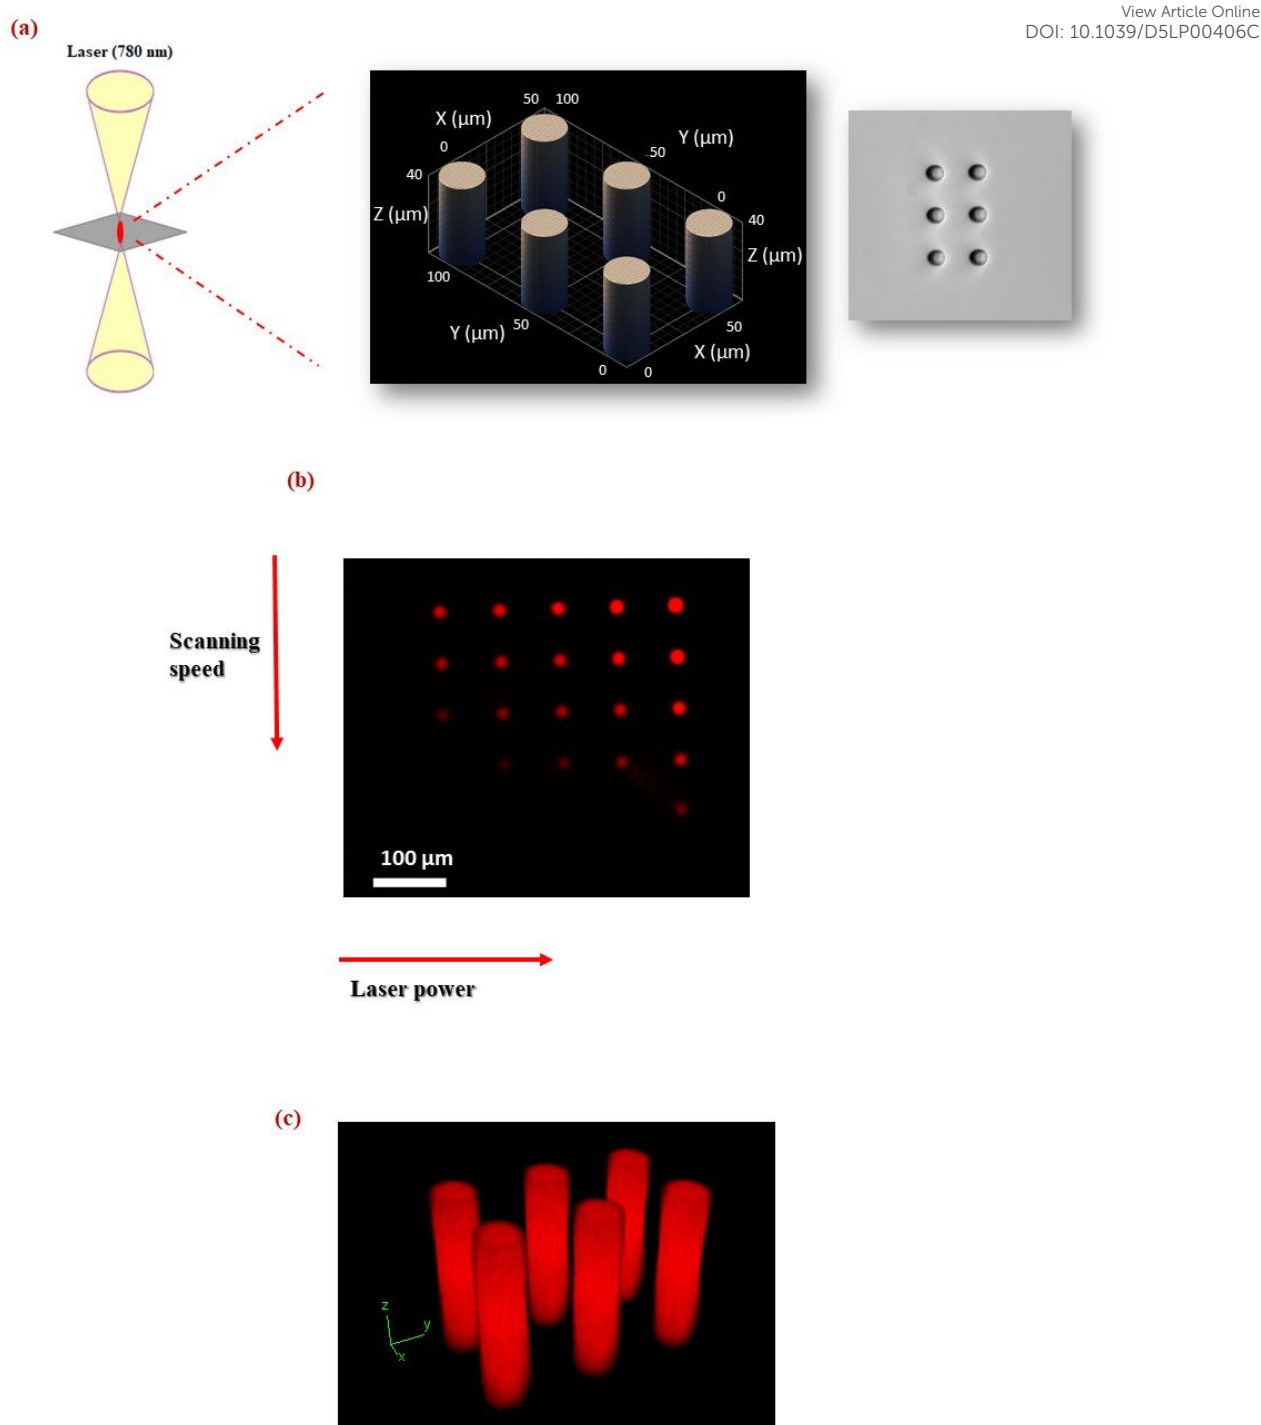 View Article Online
DOI: 10.1039/D5LP00406C
(a)
Laser (780 nm)
50 100
X (µm)
Y (µm)
0
50
40
0
Z (µm)
40
Z (µm)
100
50
Y (µm)
50
X (µm)
0
0
(b)
Scanning
speed
100 µm
Laser power
(c)
z
y
x